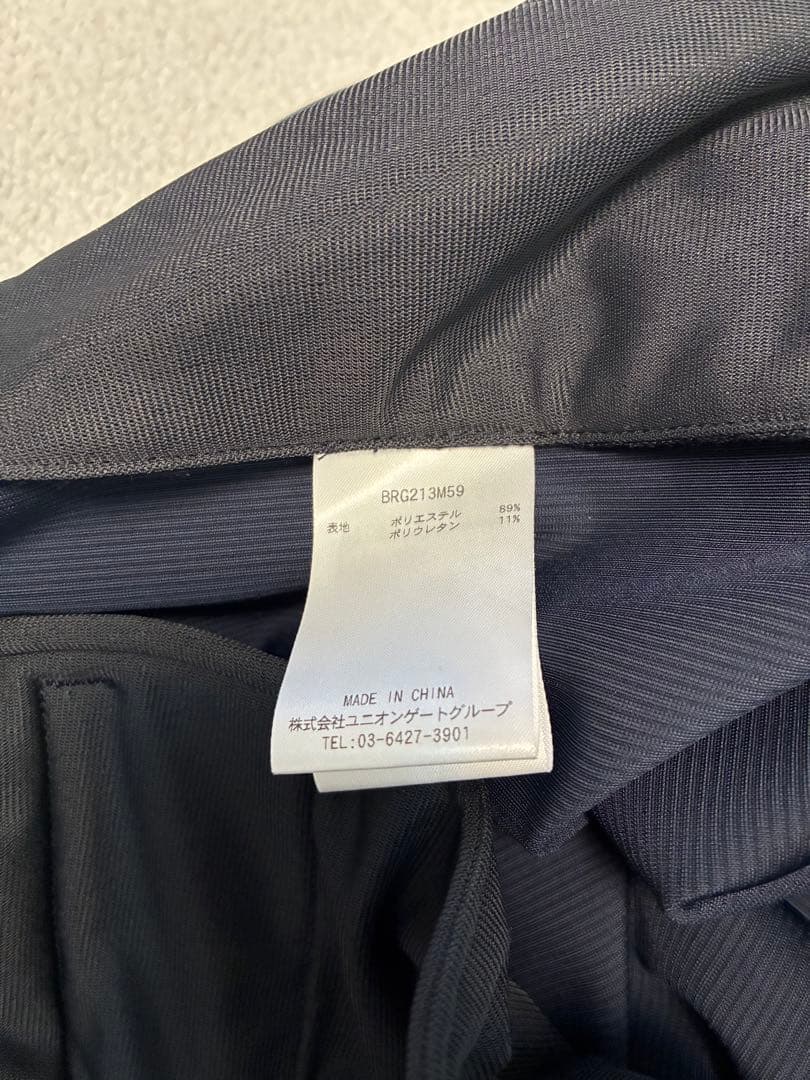 BRG213M59
表地 ポリエステル 89%
ポリウレタン 11%
MADE IN CHINA
株式会社ユニオンゲートグループ
TEL:03-6427-3901